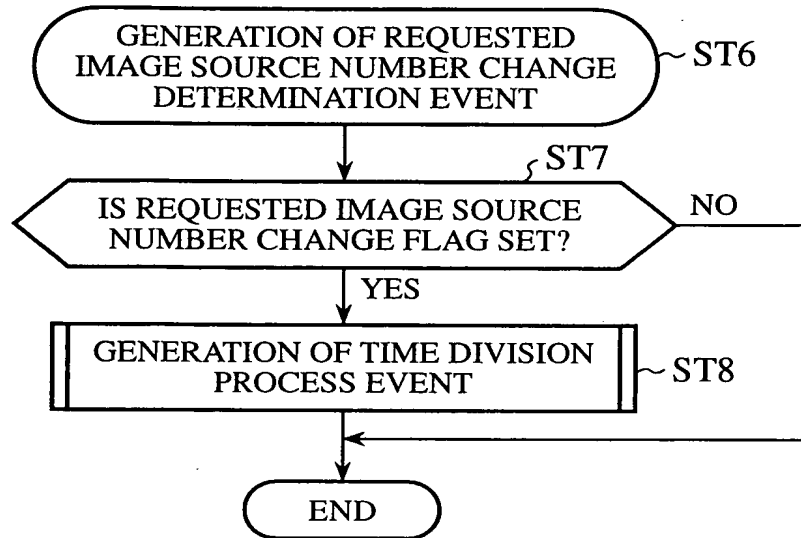 GENERATION OF REQUESTED
IMAGE SOURCE NUMBER CHANGE
DETERMINATION EVENT
ST6
ST7
IS REQUESTED IMAGE SOURCE
NUMBER CHANGE FLAG SET?
NO
YES
GENERATION OF TIME DIVISION
PROCESS EVENT
ST8
END